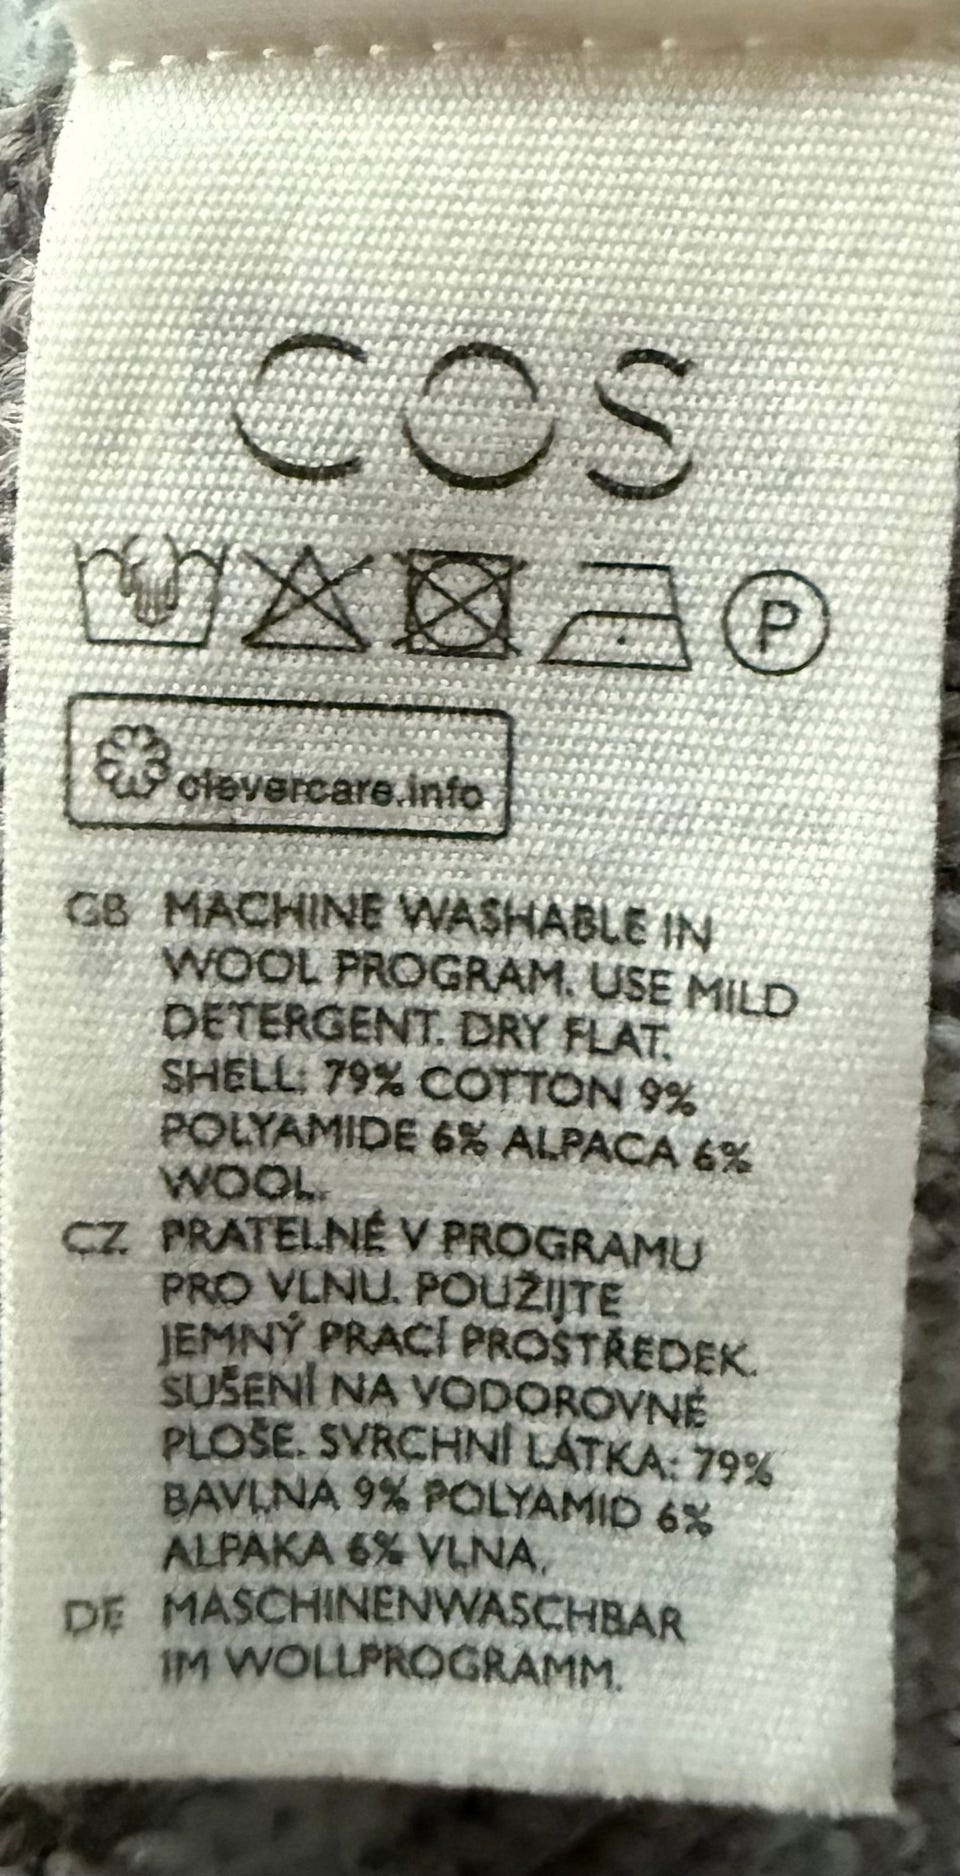 COS
P
clevercare.info
GB MACHINE WASHABLE IN
WOOL PROGRAM. USE MILD
DETERGENT. DRY FLAT.
SHELL: 79% COTTON 9%
POLYAMIDE 6% ALPACA 6%
WOOL.
CZ PRATELNÉ V PROGRAMU
PRO VLNU. POUŽIJTE
JEMNÝ PRACÍ PROSTŘEDEK.
SUŠENÍ NA VODOROVNÉ
PLOŠE. SVRCHNÍ LÁTKA: 79%
BAVLNA 9% POLYAMID 6%
ALPAKA 6% VLNA.
DE MASCHINENWASCHBAR
IM WOLLPROGRAMM.